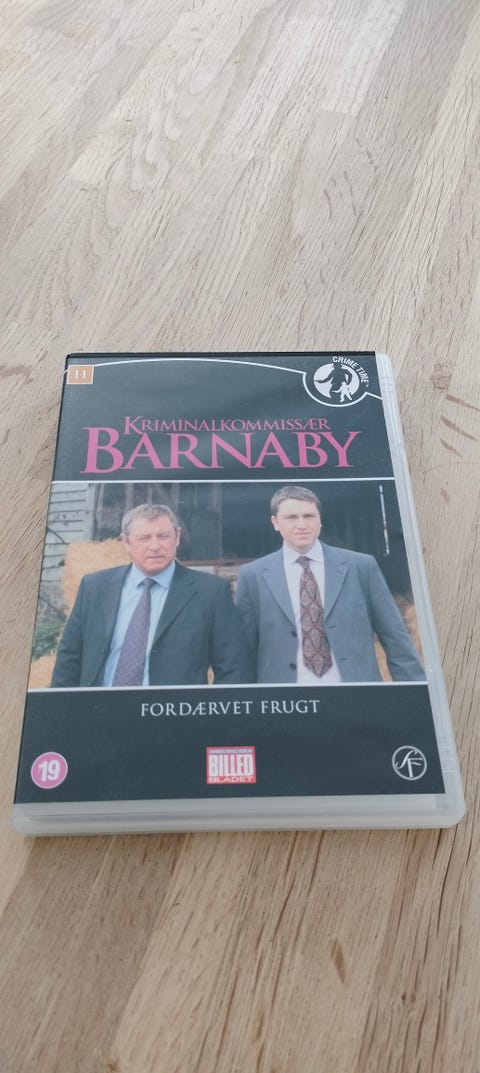 11
CRIME TIME
KRIMINALKOMMISSÆR
BARNABY
FORDÆRVET FRUGT
19
BILLED
BLADET
SF